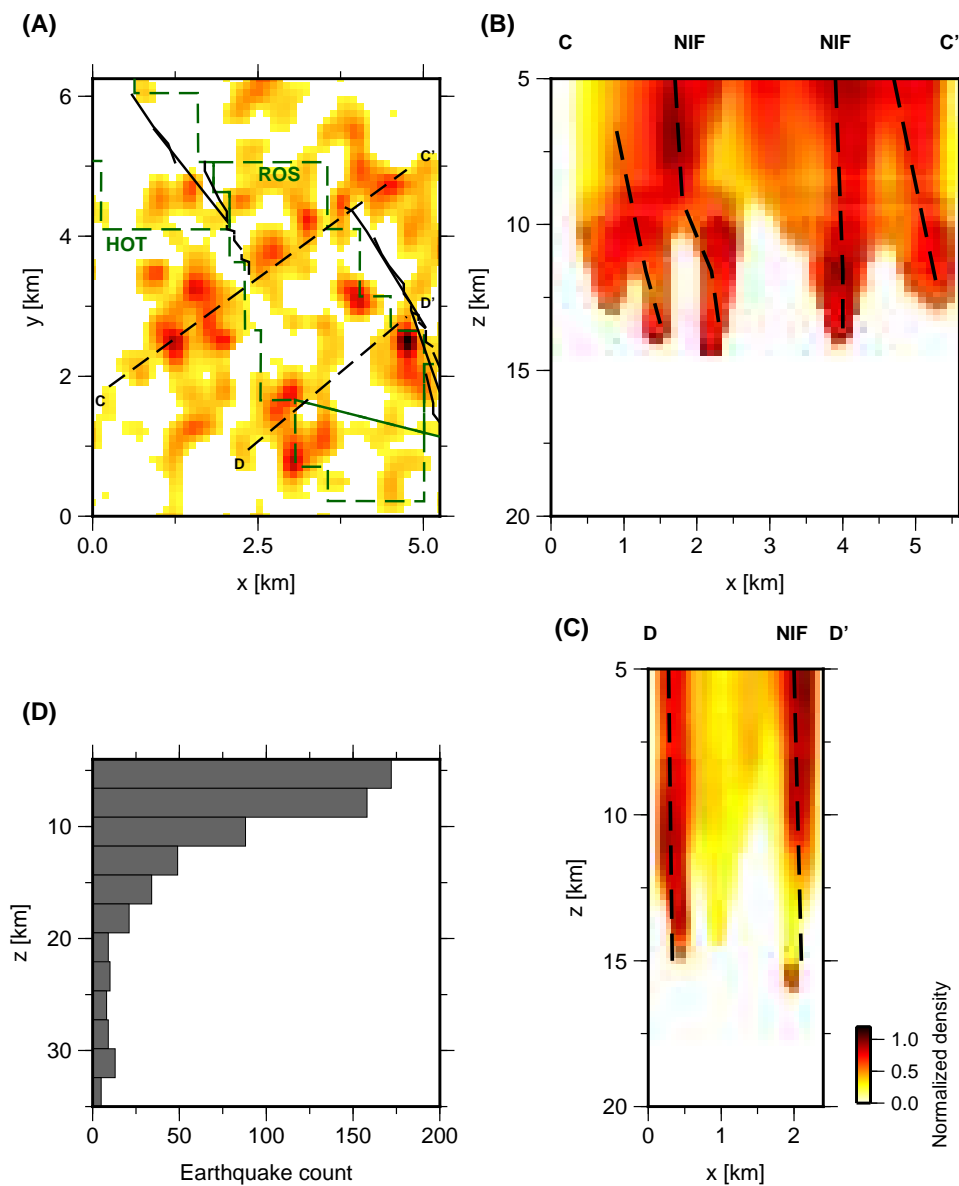 (A)
(B)
C NIF NIF C'
6
4
2
0
y [km]
0.0 2.5 5.0
x [km]
ROS
HOT
C'
D'
C
D
5
10
15
20
z [km]
0 1 2 3 4 5
x [km]
(C)
D NIF D'
5
10
15
20
z [km]
0 1 2
x [km]
1.0
0.5
0.0
Normalized density
(D)
10
20
30
z [km]
10
20
30
0 50 100 150 200
Earthquake count